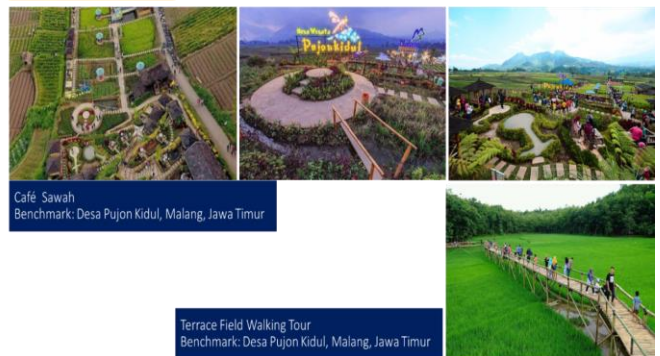 Desa Wisata
Pujonkidul
Café Sawah
Benchmark: Desa Pujon Kidul, Malang, Jawa Timur
Terrace Field Walking Tour
Benchmark: Desa Pujon Kidul, Malang, Jawa Timur